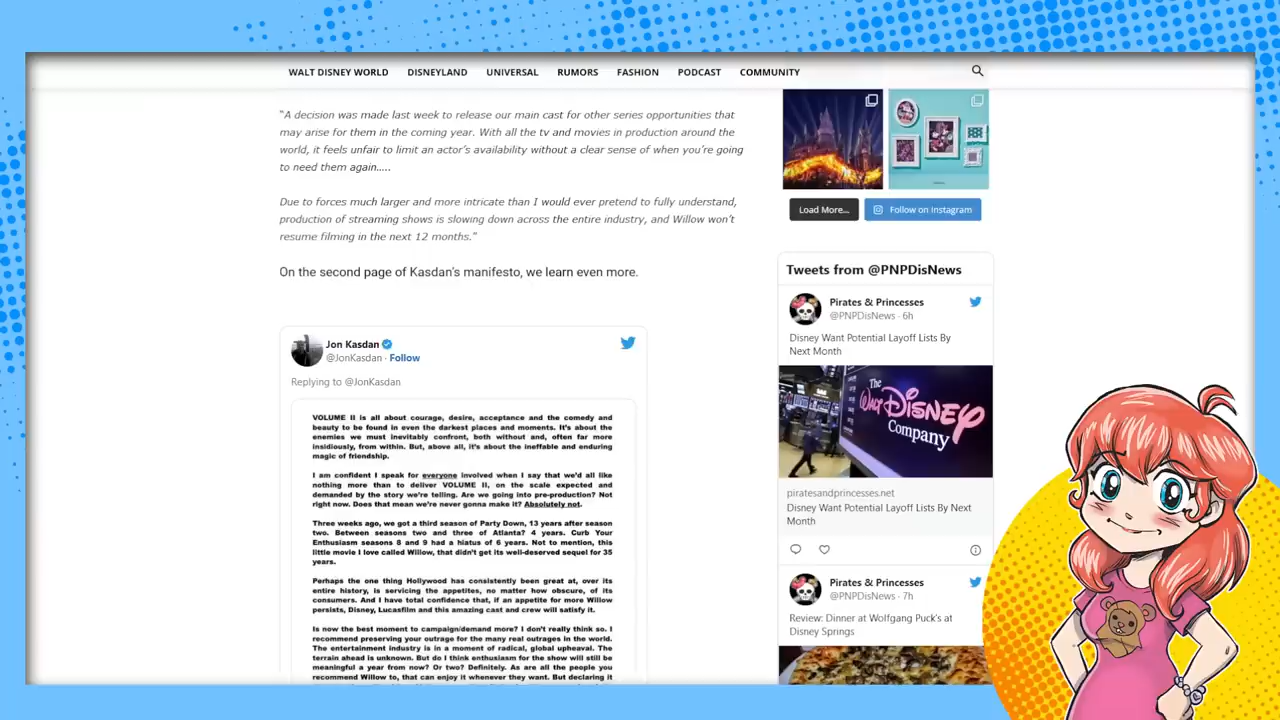 WALT DISNEY WORLD DISNEYLAND UNIVERSAL RUMORS FASHION PODCAST COMMUNITY
"A decision was made last week to release our main cast for other series opportunities that
may arise for them in the coming year. With all the tv and movies in production around the
world, it feels unfair to limit an actor's availability without a clear sense of when you're going
to need them again.....
Due to forces much larger and more intricate than I would ever pretend to fully understand,
production of streaming shows is slowing down across the entire industry, and Willow won't
resume filming in the next 12 months."
On the second page of Kasdan's manifesto, we learn even more.
Jon Kasdan
@JonKasdan · Follow
Replying to @JonKasdan
VOLUME II is all about courage, desire, acceptance and the comedy and
beauty to be found in even the darkest places and moments. It's about the
enemies we must inevitably confront, both without and, often far more
insidiously, from within. But, above all, it's about the ineffable and enduring
magic of friendship.
I am confident I speak for everyone involved when I say that we'd all like
nothing more than to deliver VOLUME II, on the scale expected and
demanded by the story we're telling. Are we going into pre-production? Not
right now. Does that mean we're never gonna make it? Absolutely not.
Three weeks ago, we got a third season of Party Down, 13 years after season
two. Between seasons two and three of Atlanta? 4 years. Curb Your
Enthusiasm seasons 8 and 9 had a hiatus of 6 years. Not to mention, this
little movie I love called Willow, that didn't get its well-deserved sequel for 35
years.
Perhaps the one thing Hollywood has consistently been great at, over its
entire history, is servicing the appetites, no matter how obscure, of its
consumers. And I have total confidence that, if an appetite for more Willow
persists, Disney, Lucasfilm and this amazing cast and crew will satisfy it.
Is now the best moment to campaign/demand more? I don't really think so. I
recommend preserving your outrage for the many real outrages in the world.
The entertainment industry is in a moment of radical, global upheaval. The
terrain ahead is unknown. But do I think enthusiasm for the show will still be
meaningful a year from now? Or two? Definitely. As are all the people you
recommend Willow to, that can enjoy it whenever they want. But declaring it
Load More...
Follow on Instagram
Tweets from @PNPDisNews
Pirates & Princesses
@PNPDisNews · 6h
Disney Want Potential Layoff Lists By
Next Month
The
Walt Disney
Company
piratesandprincesses.net
Disney Want Potential Layoff Lists By Next
Month
Pirates & Princesses
@PNPDisNews · 7h
Review: Dinner at Wolfgang Puck's at
Disney Springs